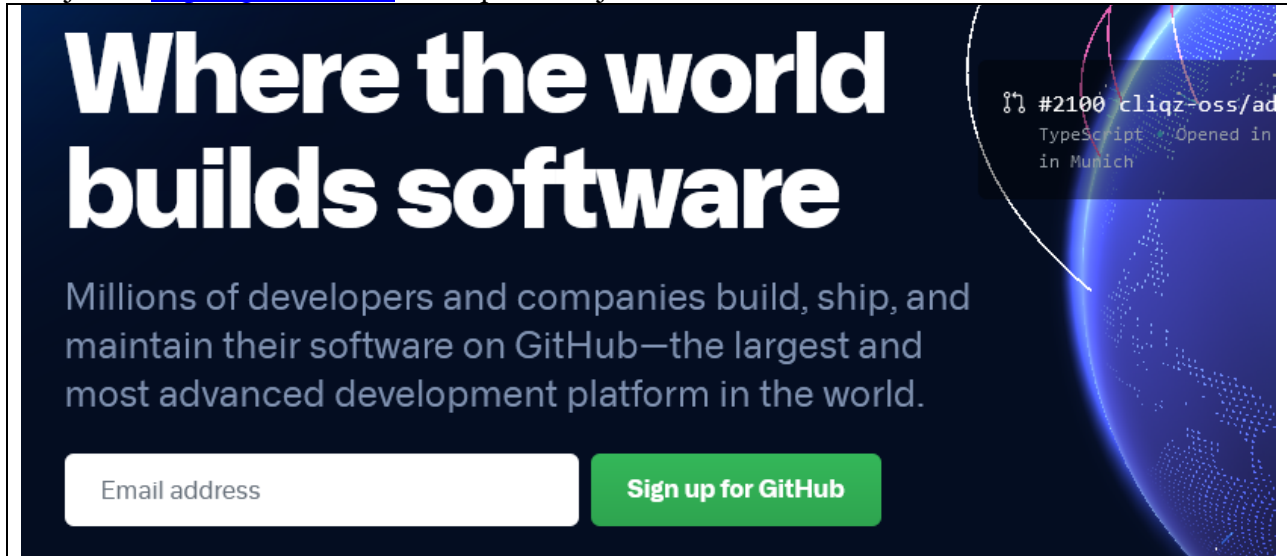 Where the world
builds software
#2100 cliqz-oss/ad
TypeScript • Opened in
in Munich
Millions of developers and companies build, ship, and
maintain their software on GitHub—the largest and
most advanced development platform in the world.
Email address
Sign up for GitHub